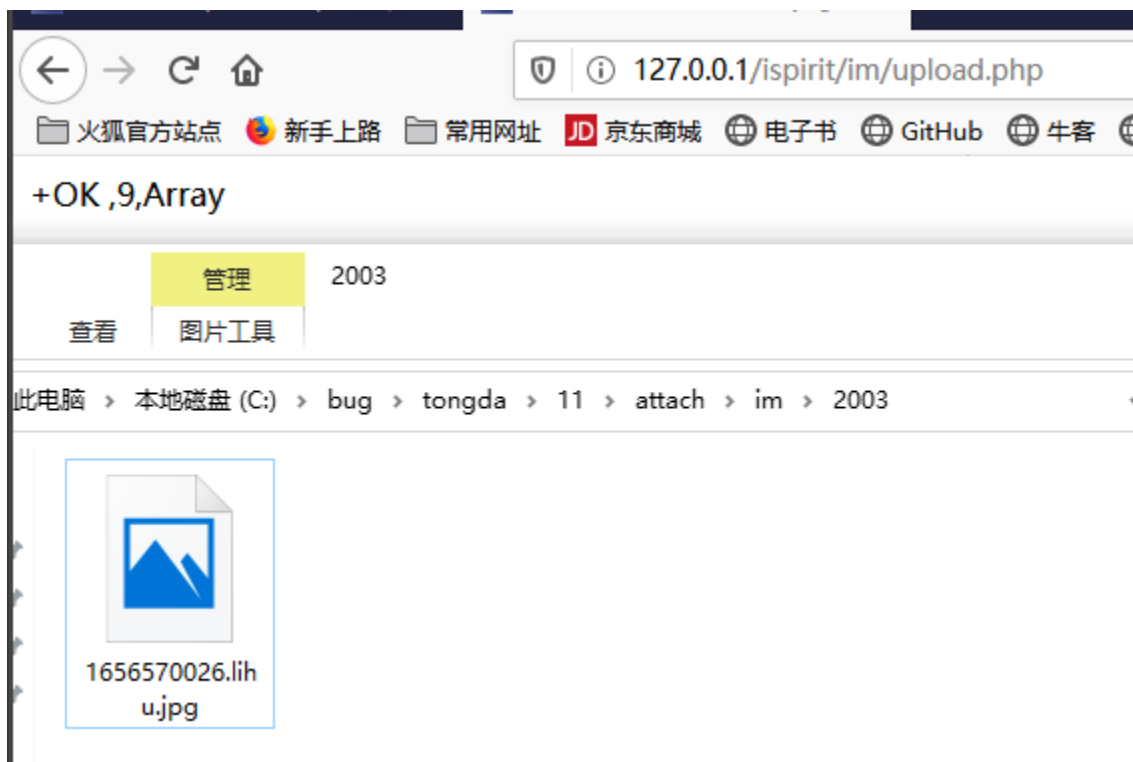 127.0.0.1/ispirit/im/upload.php
火狐官方站点 新手上路 常用网址 JD 京东商城 电子书 GitHub 牛客
+OK ,9,Array
管理 2003
查看 图片工具
此电脑 › 本地磁盘 (C:) › bug › tongda › 11 › attach › im › 2003
1656570026.lih
u.jpg